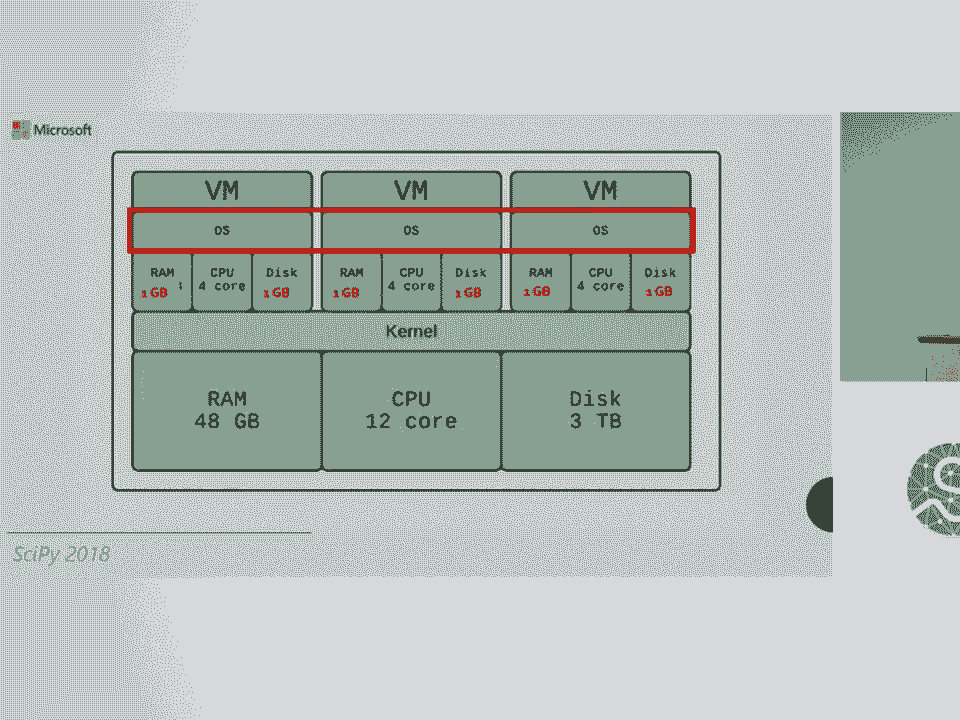 Microsoft
VM VM VM
OS OS OS
RAM CPU Disk RAM CPU Disk RAM CPU Disk
1 GB 4 core 1 GB 1 GB 4 core 1 GB 1 GB 4 core 1 GB
Kernel
RAM CPU Disk
48 GB 12 core 3 TB
SciPy 2018